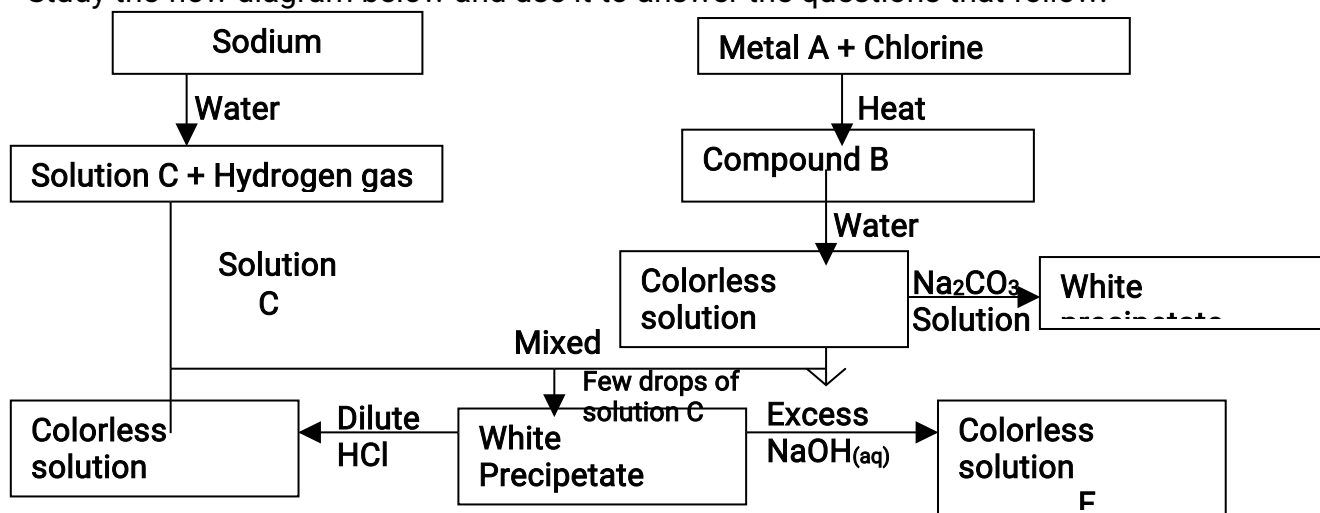 Study the flow diagram below and use it to answer the questions that follow.
Sodium
Metal A + Chlorine
Water
Heat
Solution C + Hydrogen gas
Compound B
Water
Solution
C
Colorless
solution
Na₂CO₃
Solution
White
precipetate
Mixed
Few drops of
solution C
Colorless
solution
Dilute
HCl
White
Precipetate
Excess
NaOH(aq)
Colorless
solution